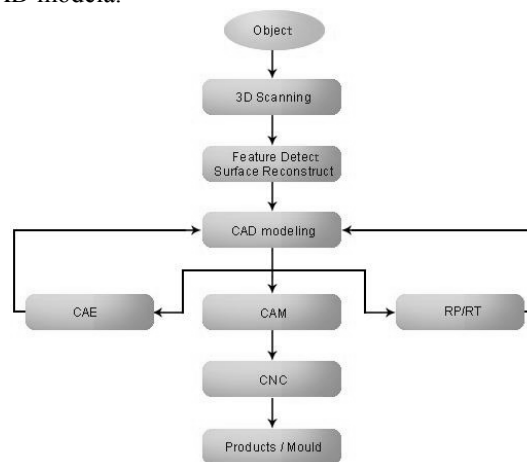 Object
3D Scanning
Feature Detect
Surface Reconstruct
CAD modeling
CAE
CAM
RP/RT
CNC
Products / Mould